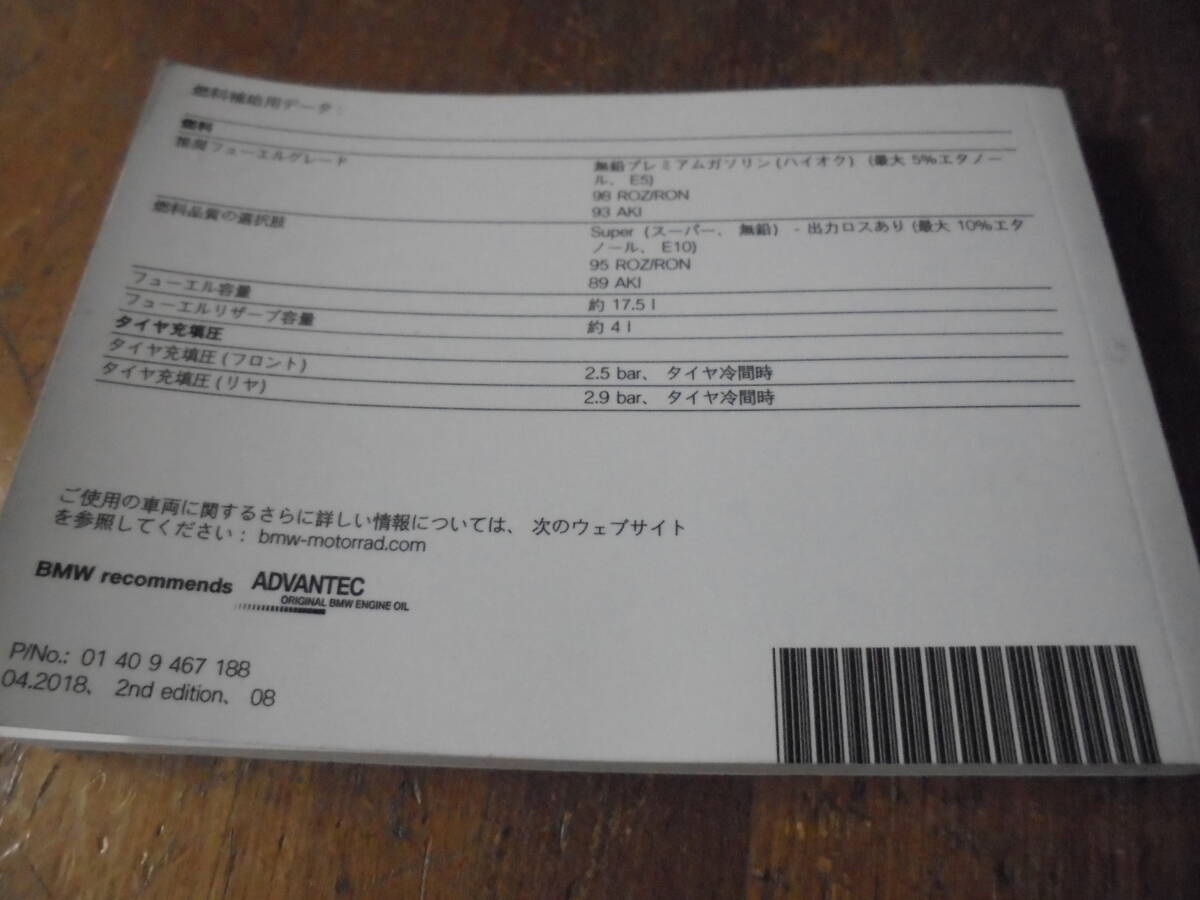 燃料補給用データ：
燃料
推奨フューエルグレード
無鉛プレミアムガソリン (ハイオク) (最大 5%エタノー
ル、 E5)
98 ROZ/RON
93 AKI
燃料品質の選択肢
Super (スーパー、 無鉛) - 出力ロスあり (最大 10%エタ
ノール、 E10)
95 ROZ/RON
89 AKI
フューエル容量
約 17.5 l
フューエルリザーブ容量
約 4 l
タイヤ充填圧
タイヤ充填圧 (フロント)
2.5 bar、 タイヤ冷間時
タイヤ充填圧 (リヤ)
2.9 bar、 タイヤ冷間時
ご使用の車両に関するさらに詳しい情報については、 次のウェブサイト
を参照してください： bmw-motorrad.com
BMW recommends ADVANTEC
ORIGINAL BMW ENGINE OIL
P/No.: 01 40 9 467 188
04.2018、 2nd edition、 08